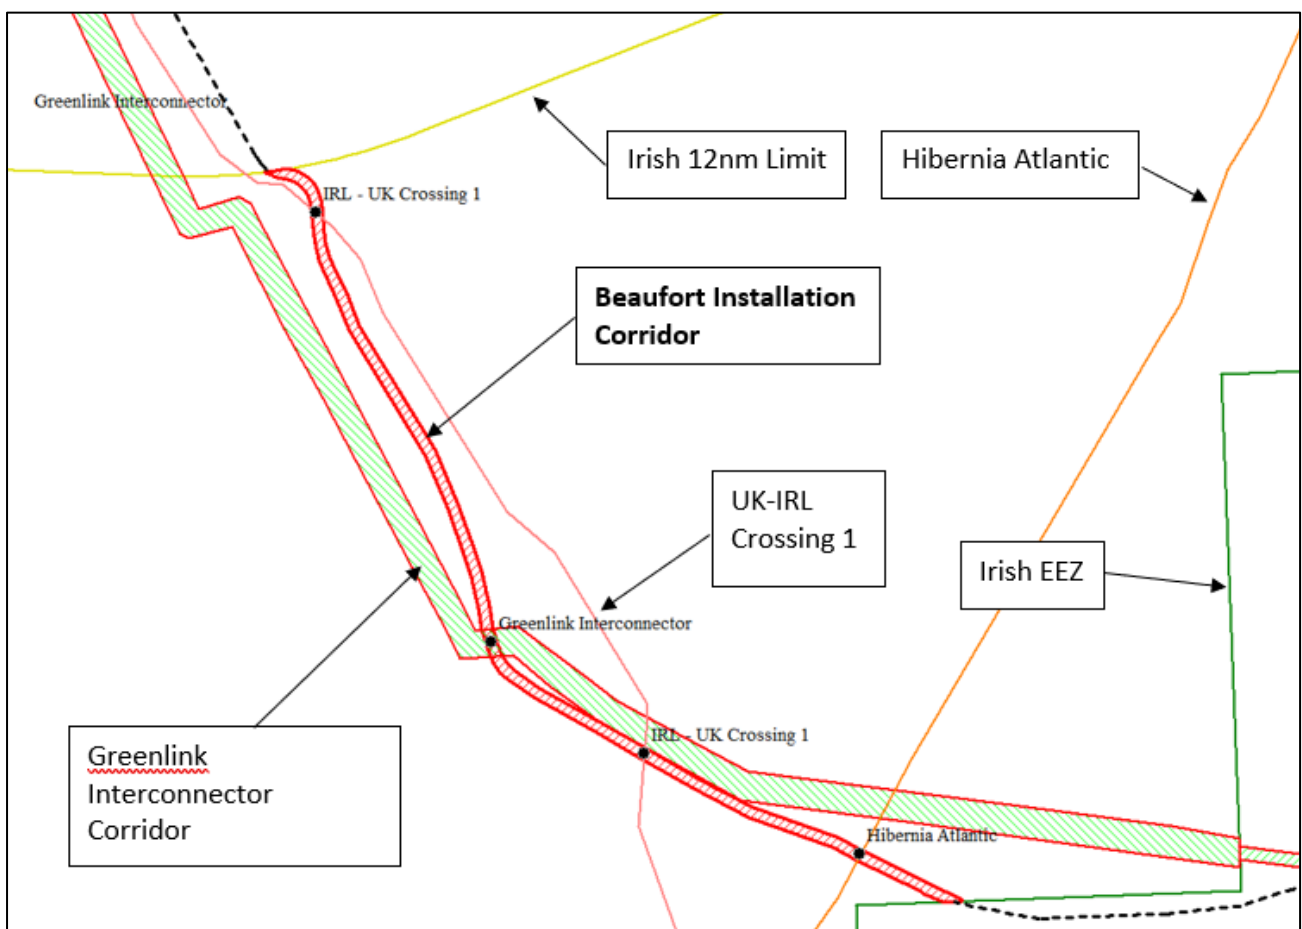 Greenlink Interconnector
Irish 12nm Limit
Hibernia Atlantic
IRL - UK Crossing 1
Beaufort Installation
Corridor
UK-IRL
Crossing 1
Irish EEZ
Greenlink Interconnector
Greenlink
Interconnector
Corridor
IRL - UK Crossing 1
Hibernia Atlantic